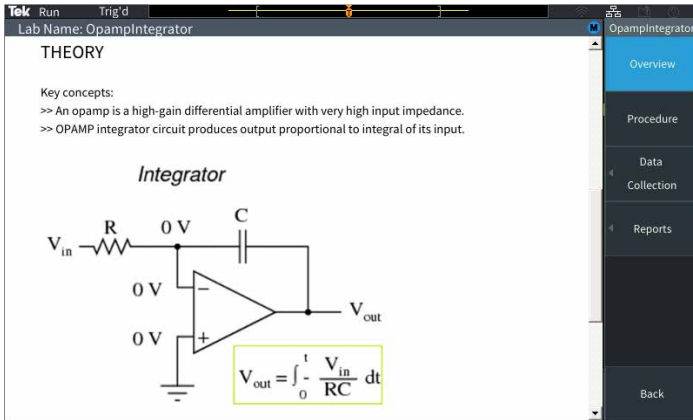 Tek Run Trig'd
Lab Name: OpampIntegrator
M
OpampIntegrator
THEORY
Key concepts:
>> An opamp is a high-gain differential amplifier with very high input impedance.
>> OPAMP integrator circuit produces output proportional to integral of its input.
Integrator
C
R
0 V
Vin
0 V
−
Vout
0 V
+
Vout = ∫0t - Vin/RC dt
Overview
Procedure
Data
Collection
Reports
Back